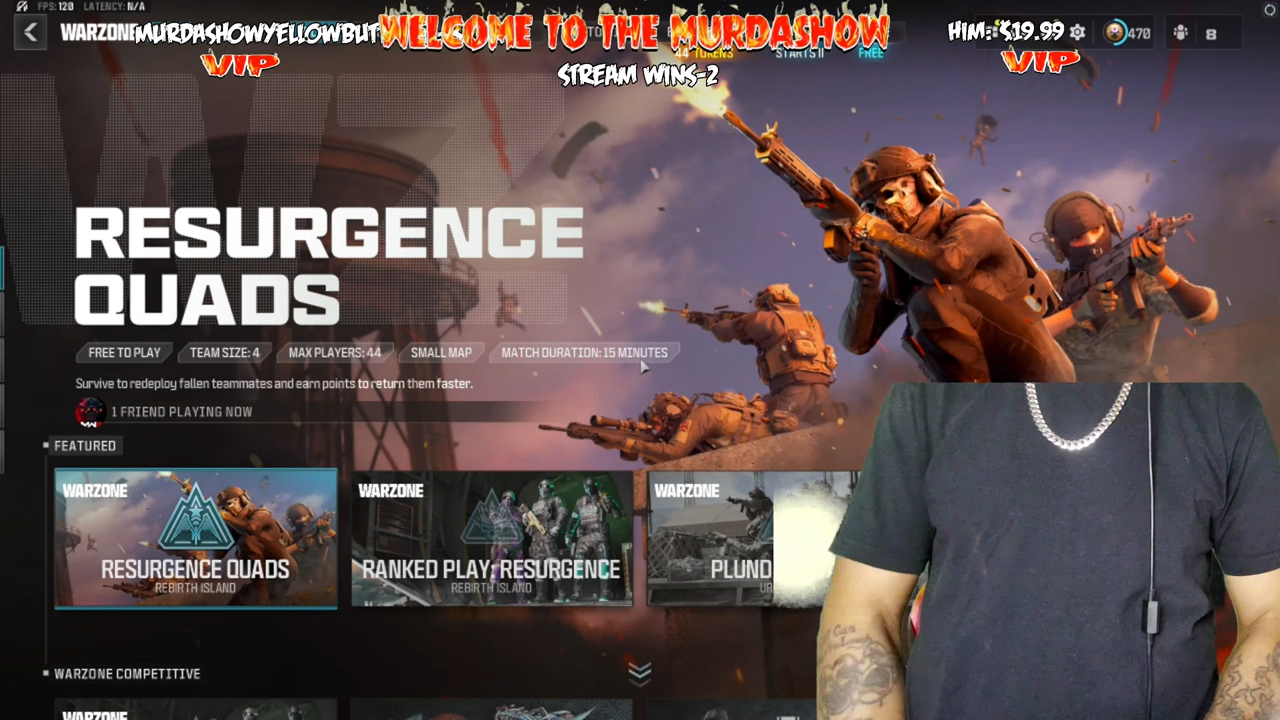 FPS: 120 LATENCY: N/A
WELCOME TO THE MURDASHOW
WARZONE
MURDASHOWYELLOWBUT
HIM: $19.99
470
8
VIP
VIP
44 TOKENS
STARTS II
FREE
STREAM WINS-2
RESURGENCE
QUADS
FREE TO PLAY
TEAM SIZE: 4
MAX PLAYERS: 44
SMALL MAP
MATCH DURATION: 15 MINUTES
Survive to redeploy fallen teammates and earn points to return them faster.
1 FRIEND PLAYING NOW
FEATURED
WARZONE
RESURGENCE QUADS
REBIRTH ISLAND
WARZONE
RANKED PLAY: RESURGENCE
REBIRTH ISLAND
WARZONE
PLUND
UR
WARZONE COMPETITIVE
WARZONE